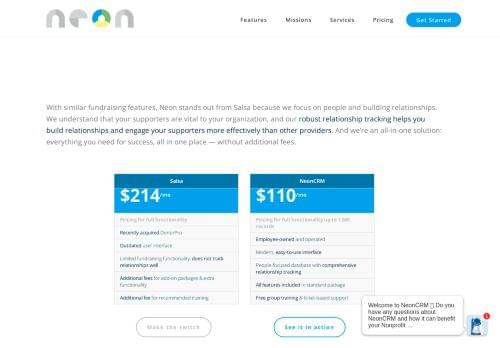 neon
Features Missions Services Pricing Get Started
With similar fundraising features, Neon stands out from Salsa because we focus on people and building relationships.
We understand that your supporters are vital to your organization, and our robust relationship tracking helps you
build relationships and engage your supporters more effectively than other providers. And we're an all-in-one solution:
everything you need for success, all in one place — without additional fees.
Salsa
$214/mo
Pricing for full functionality
Recently acquired DonorPro
Outdated user interface
Limited fundraising functionality, does not track
relationships well
Additional fees for add-on packages & extra
functionality
Additional fee for recommended training
Make the switch
NeonCRM
$110/mo
Pricing for full functionality up to 1,000
records
Employee-owned and operated
Modern, easy-to-use interface
People-focused database with comprehensive
relationship tracking
All features included in standard package
Free group training & ticket-based support
See it in action
Welcome to NeonCRM Do you
have any questions about
NeonCRM and how it can benefit
your Nonprofit ...
1